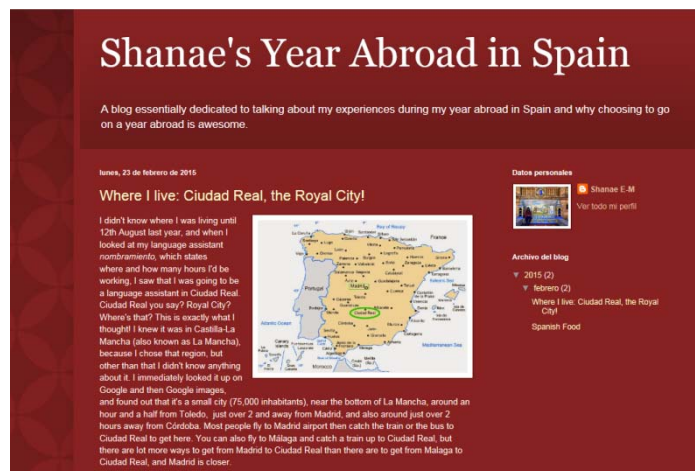 Shanae's Year Abroad in Spain
A blog essentially dedicated to talking about my experiences during my year abroad in Spain and why choosing to go
on a year abroad is awesome.
lunes, 23 de febrero de 2015
Where I live: Ciudad Real, the Royal City!
I didn't know where I was living until
12th August last year, and when I
looked at my language assistant
nombramiento, which states
where and how many hours I'd be
working, I saw that I was going to be
a language assistant in Ciudad Real.
Ciudad Real you say? Royal City?
Where's that? This is exactly what I
thought! I knew it was in Castilla-La
Mancha (also known as La Mancha),
because I chose that region, but
other than that I didn't know anything
about it. I immediately looked it up on
Google and then Google images,
and found out that it's a small city (75,000 inhabitants), near the bottom of La Mancha, around an
hour and a half from Toledo, just over 2 and away from Madrid, and also around just over 2
hours away from Córdoba. Most people fly to Madrid airport then catch the train or the bus to
Ciudad Real to get here. You can also fly to Málaga and catch a train up to Ciudad Real, but
there are lot more ways to get from Madrid to Ciudad Real than there are to get from Malaga to
Ciudad Real, and Madrid is closer.
Bay of Biscay
France
Portugal
Madrid
Ciudad Real
Atlantic Ocean
Mediterranean Sea
Morocco
Datos personales
Shanae E-M
Ver todo mi perfil
Archivo del blog
▼ 2015 (2)
▼ febrero (2)
Where I live: Ciudad Real, the Royal
City!
Spanish Food